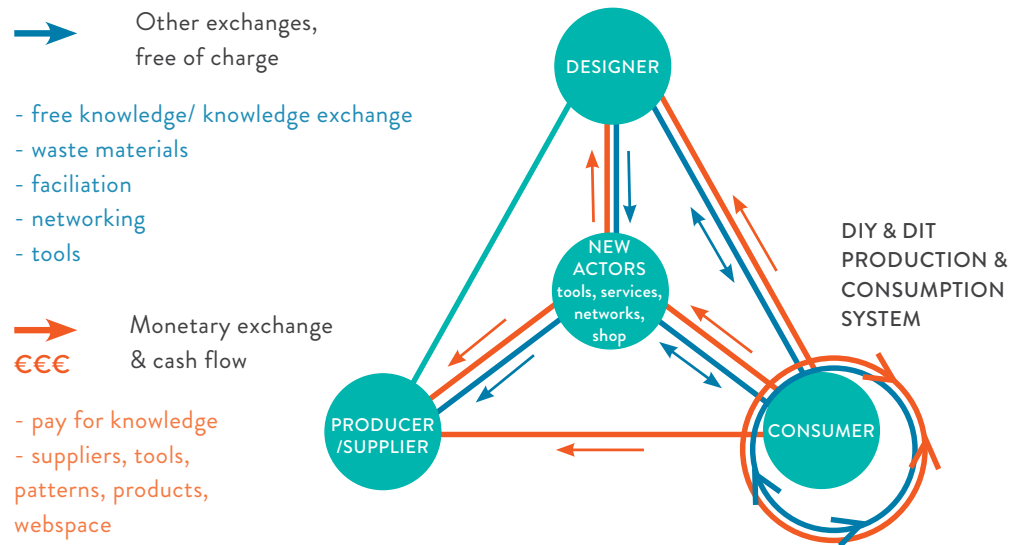 Other exchanges,
free of charge
- free knowledge/ knowledge exchange
- waste materials
- faciliation
- networking
- tools
€€€
Monetary exchange
& cash flow
- pay for knowledge
- suppliers, tools,
patterns, products,
webspace
DESIGNER
NEW
ACTORS
tools, services,
networks,
shop
PRODUCER
/SUPPLIER
CONSUMER
DIY & DIT
PRODUCTION &
CONSUMPTION
SYSTEM